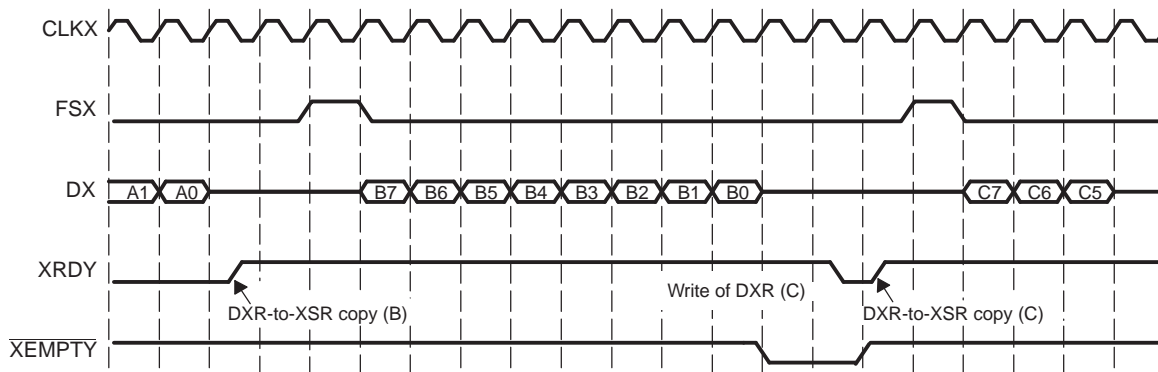 CLKX
FSX
DX A1 A0 B7 B6 B5 B4 B3 B2 B1 B0 C7 C6 C5
XRDY
Write of DXR (C)
DXR-to-XSR copy (B) DXR-to-XSR copy (C)
XEMPTY